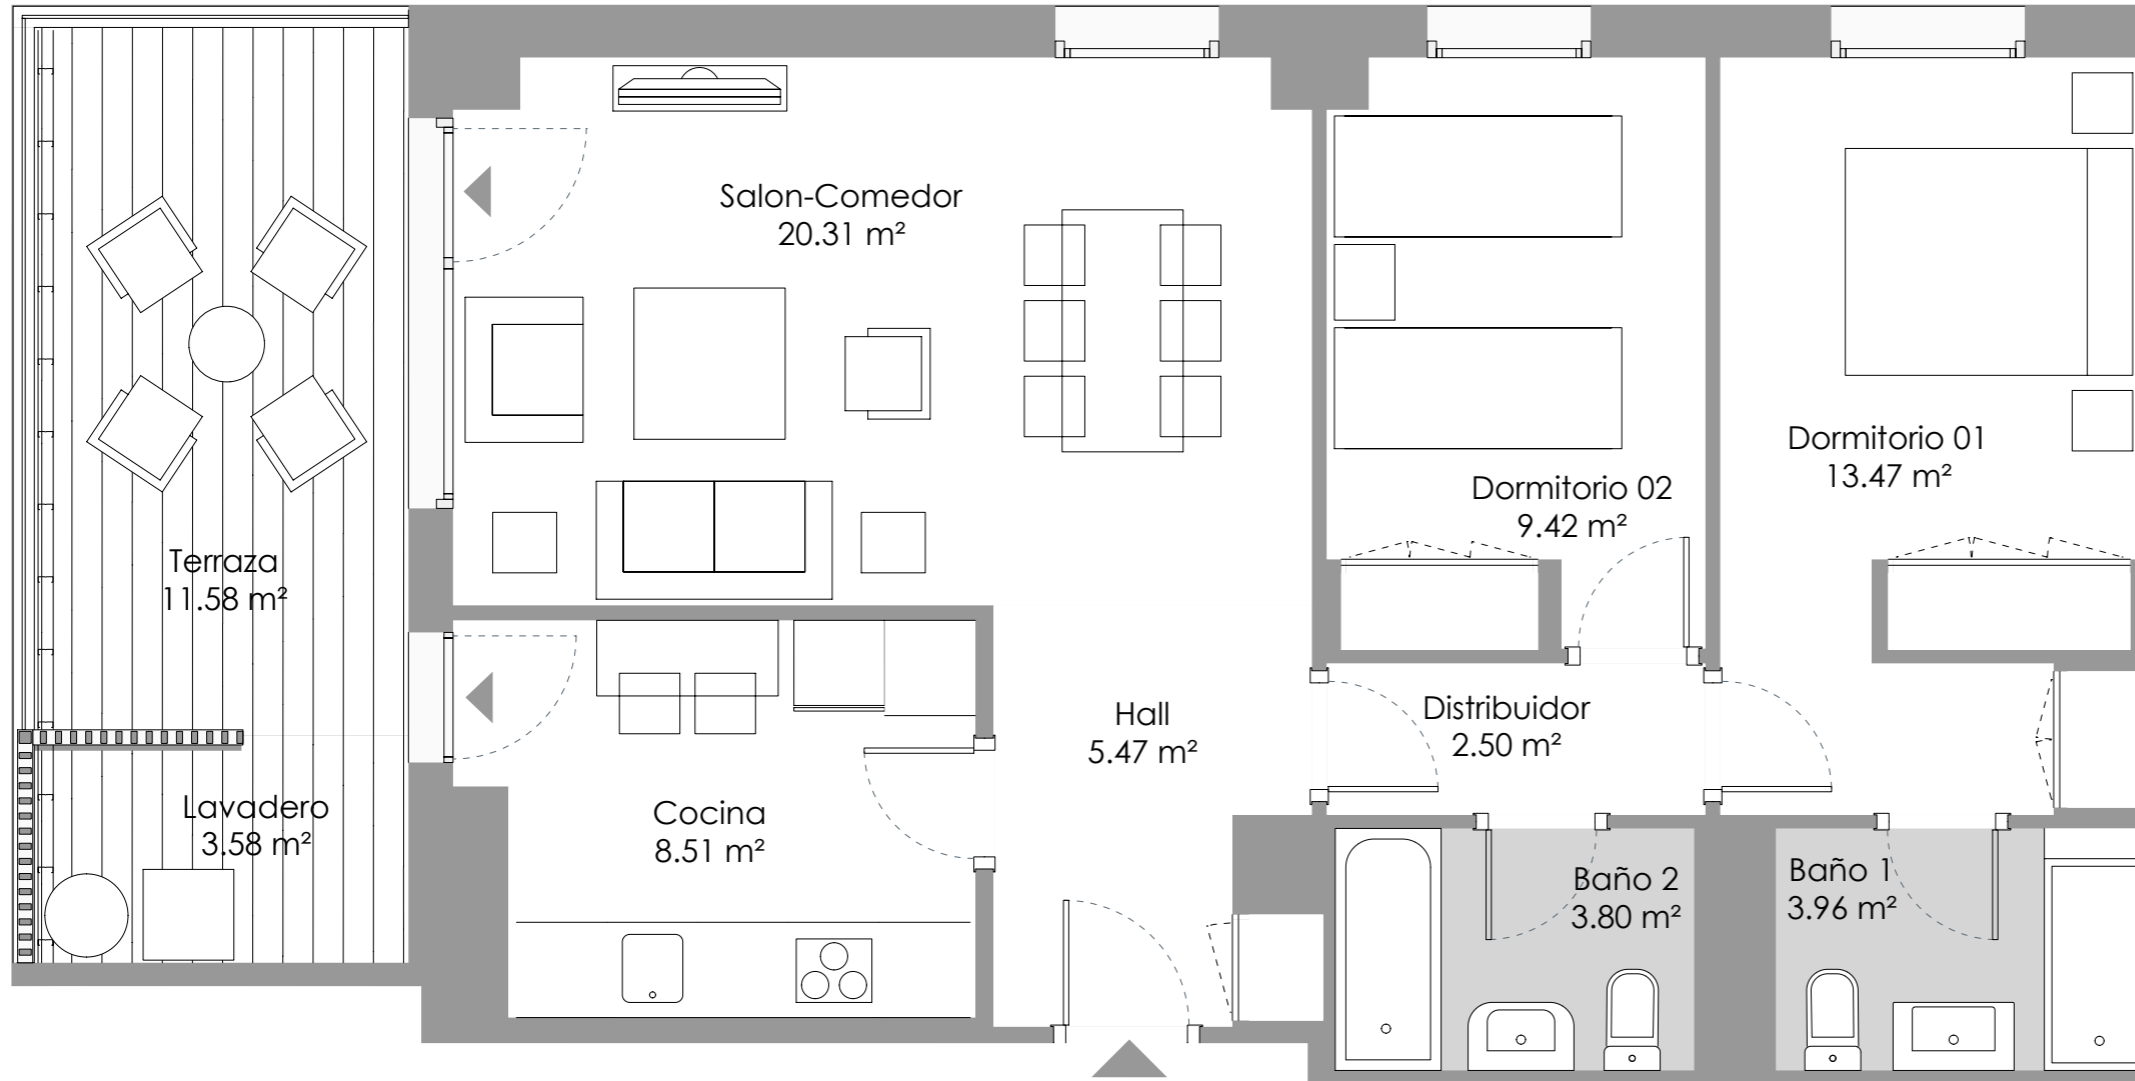 Salon-Comedor
20.31 m²
Dormitorio 01
13.47 m²
Dormitorio 02
9.42 m²
Terraza
11.58 m²
Hall
5.47 m²
Distribuidor
2.50 m²
Lavadero
3.58 m²
Cocina
8.51 m²
Baño 2
3.80 m²
Baño 1
3.96 m²